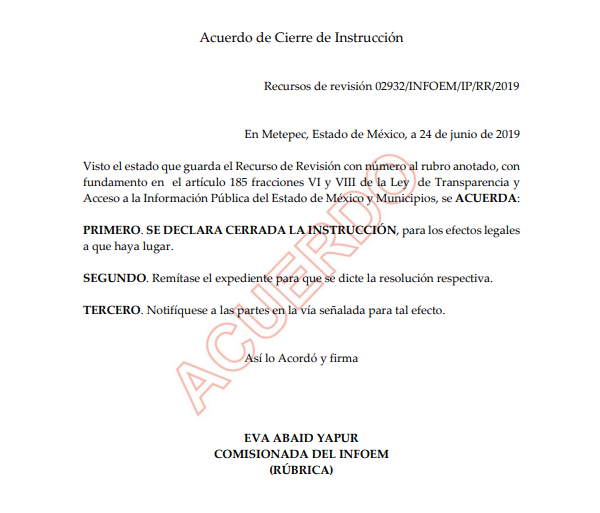 Acuerdo de Cierre de Instrucción
Recursos de revisión 02932/INFOEM/IP/RR/2019
En Metepec, Estado de México, a 24 de junio de 2019
Visto el estado que guarda el Recurso de Revisión con número al rubro anotado, con
fundamento en el artículo 185 fracciones VI y VIII de la Ley de Transparencia y
Acceso a la Información Pública del Estado de México y Municipios, se ACUERDA:
PRIMERO. SE DECLARA CERRADA LA INSTRUCCIÓN, para los efectos legales
a que haya lugar.
SEGUNDO. Remítase el expediente para que se dicte la resolución respectiva.
TERCERO. Notifíquese a las partes en la vía señalada para tal efecto.
Así lo Acordó y firma
EVA ABAID YAPUR
COMISIONADA DEL INFOEM
(RÚBRICA)
ACUERDO